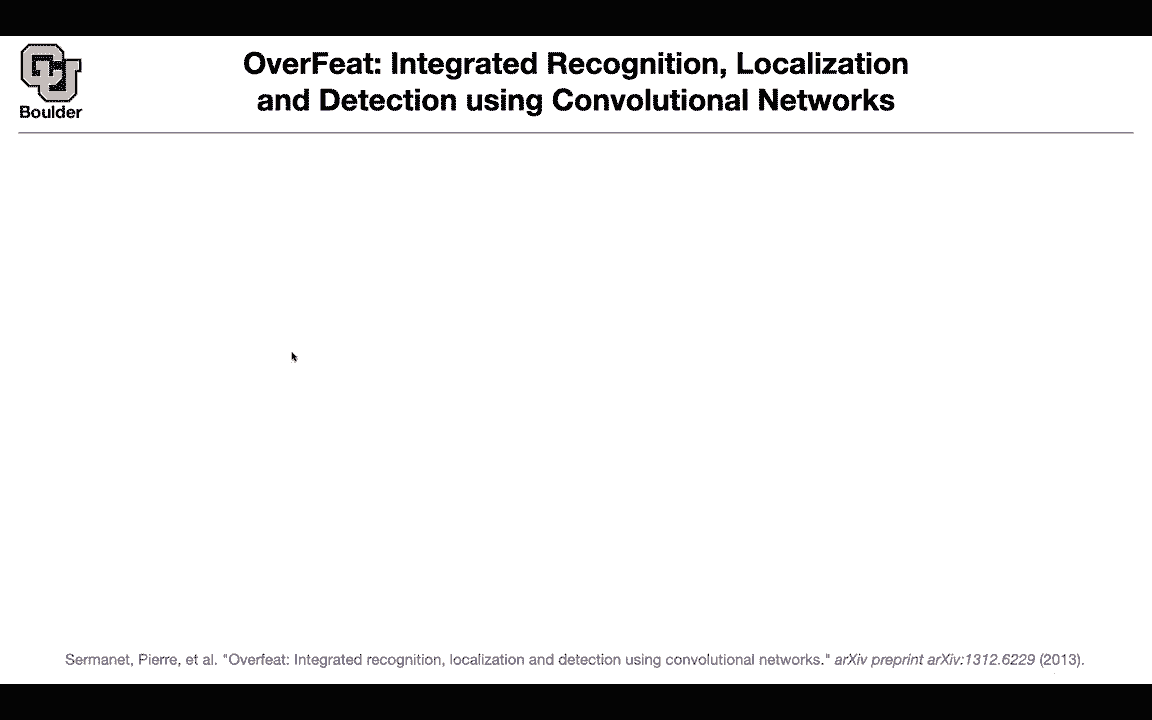 Boulder
OverFeat: Integrated Recognition, Localization
and Detection using Convolutional Networks
Sermanet, Pierre, et al. "Overfeat: Integrated recognition, localization and detection using convolutional networks." arXiv preprint arXiv:1312.6229 (2013).